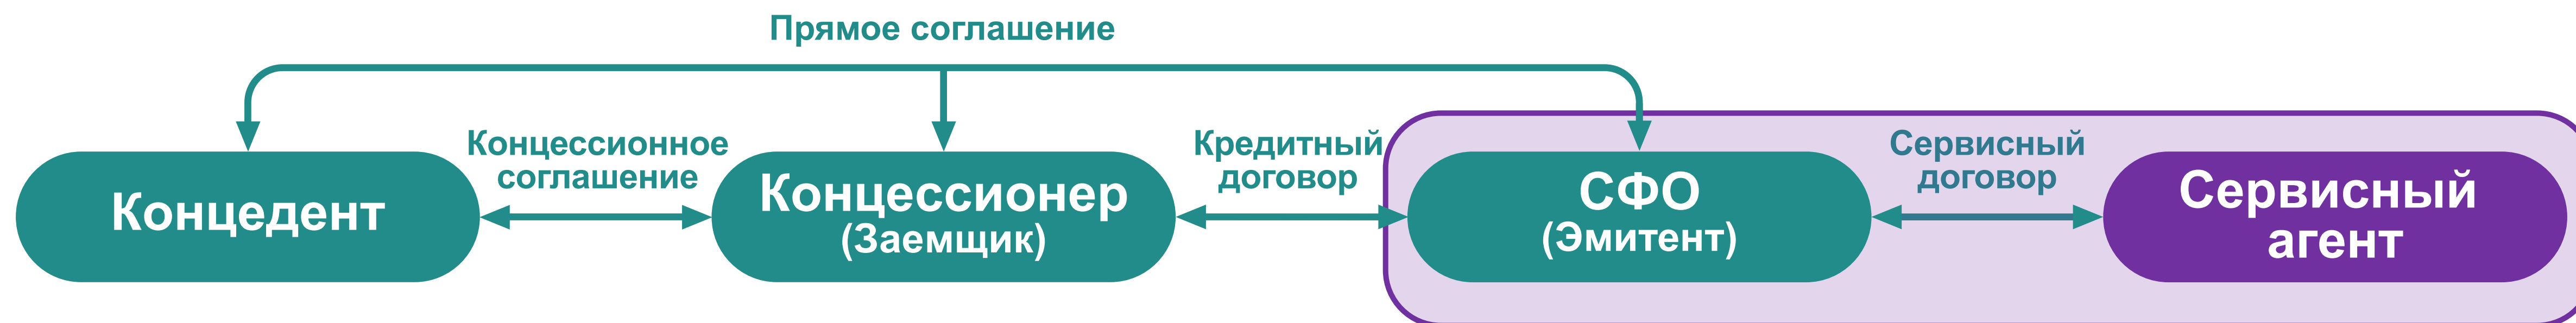 Прямое соглашение
Концессионное
соглашение
Кредитный
договор
Сервисный
договор
Концедент
Концессионер
(Заемщик)
СФО
(Эмитент)
Сервисный
агент